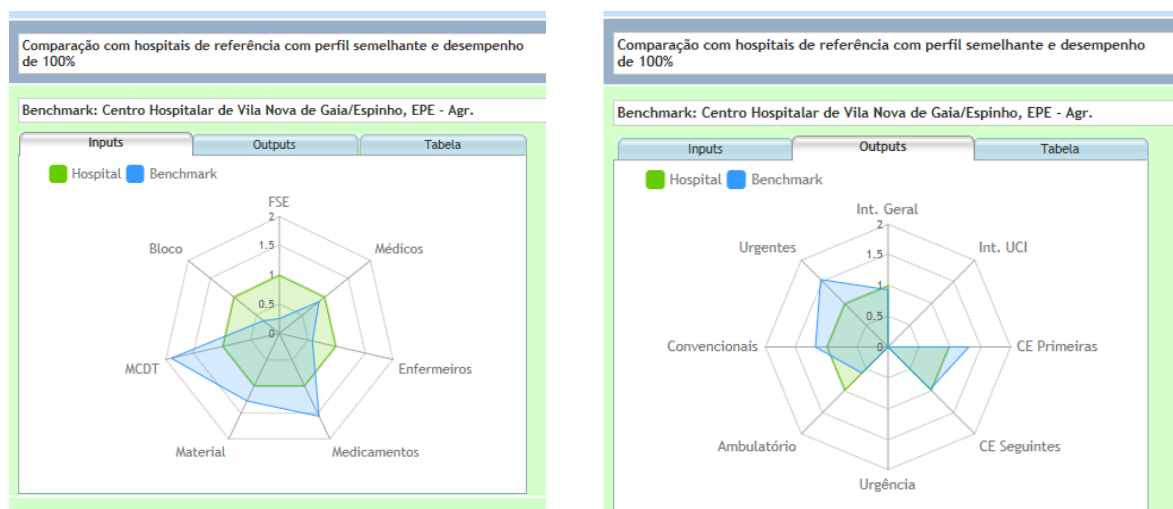 Comparação com hospitais de referência com perfil semelhante e desempenho
de 100%
Benchmark: Centro Hospitalar de Vila Nova de Gaia/Espinho, EPE - Agr.
Inputs
Outputs
Tabela
Hospital
Benchmark
FSE
2
Bloco
Médicos
1.5
1
0.5
0
MCDT
Enfermeiros
Material
Medicamentos
Comparação com hospitais de referência com perfil semelhante e desempenho
de 100%
Benchmark: Centro Hospitalar de Vila Nova de Gaia/Espinho, EPE - Agr.
Inputs
Outputs
Tabela
Hospital
Benchmark
Int. Geral
2
Urgentes
Int. UCI
1.5
1
0.5
Convencionais
0
CE Primeiras
Ambulatório
CE Seguintes
Urgência